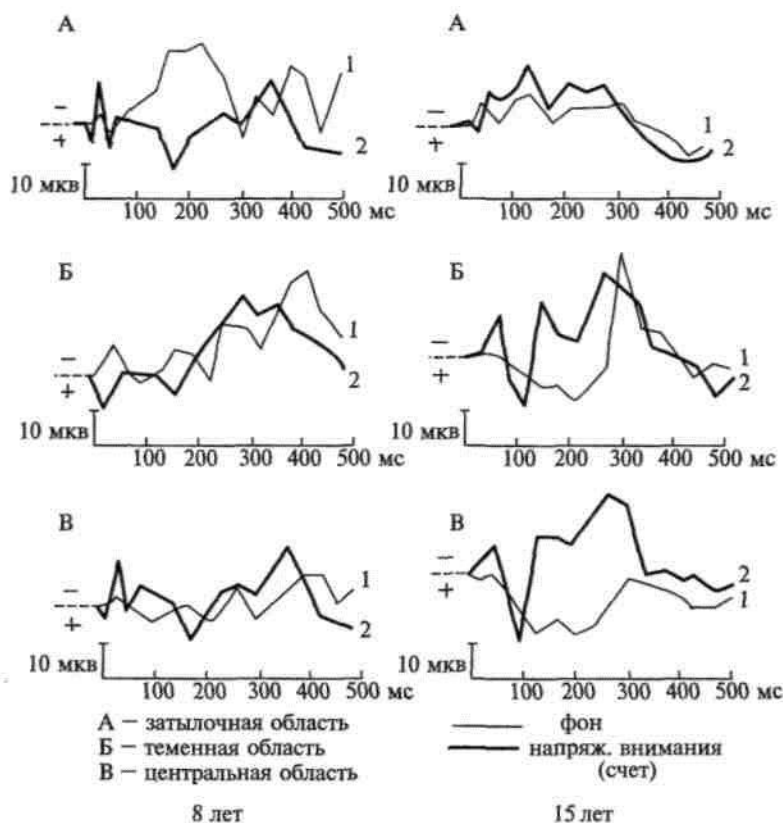 А
А
1
−
+
2
10 мкв
100 200 300 400 500 мс
−
+
1
2
10 мкв
100 200 300 400 500 мс
Б
Б
−
+
1
2
10 мкв
100 200 300 400 500 мс
−
+
1
2
10 мкв
100 200 300 400 500 мс
В
В
−
+
1
2
10 мкв
100 200 300 400 500 мс
−
+
2
1
10 мкв
100 200 300 400 500 мс
А − затылочная область
Б − теменная область
В − центральная область
фон
напряж. внимания
(счет)
8 лет
15 лет